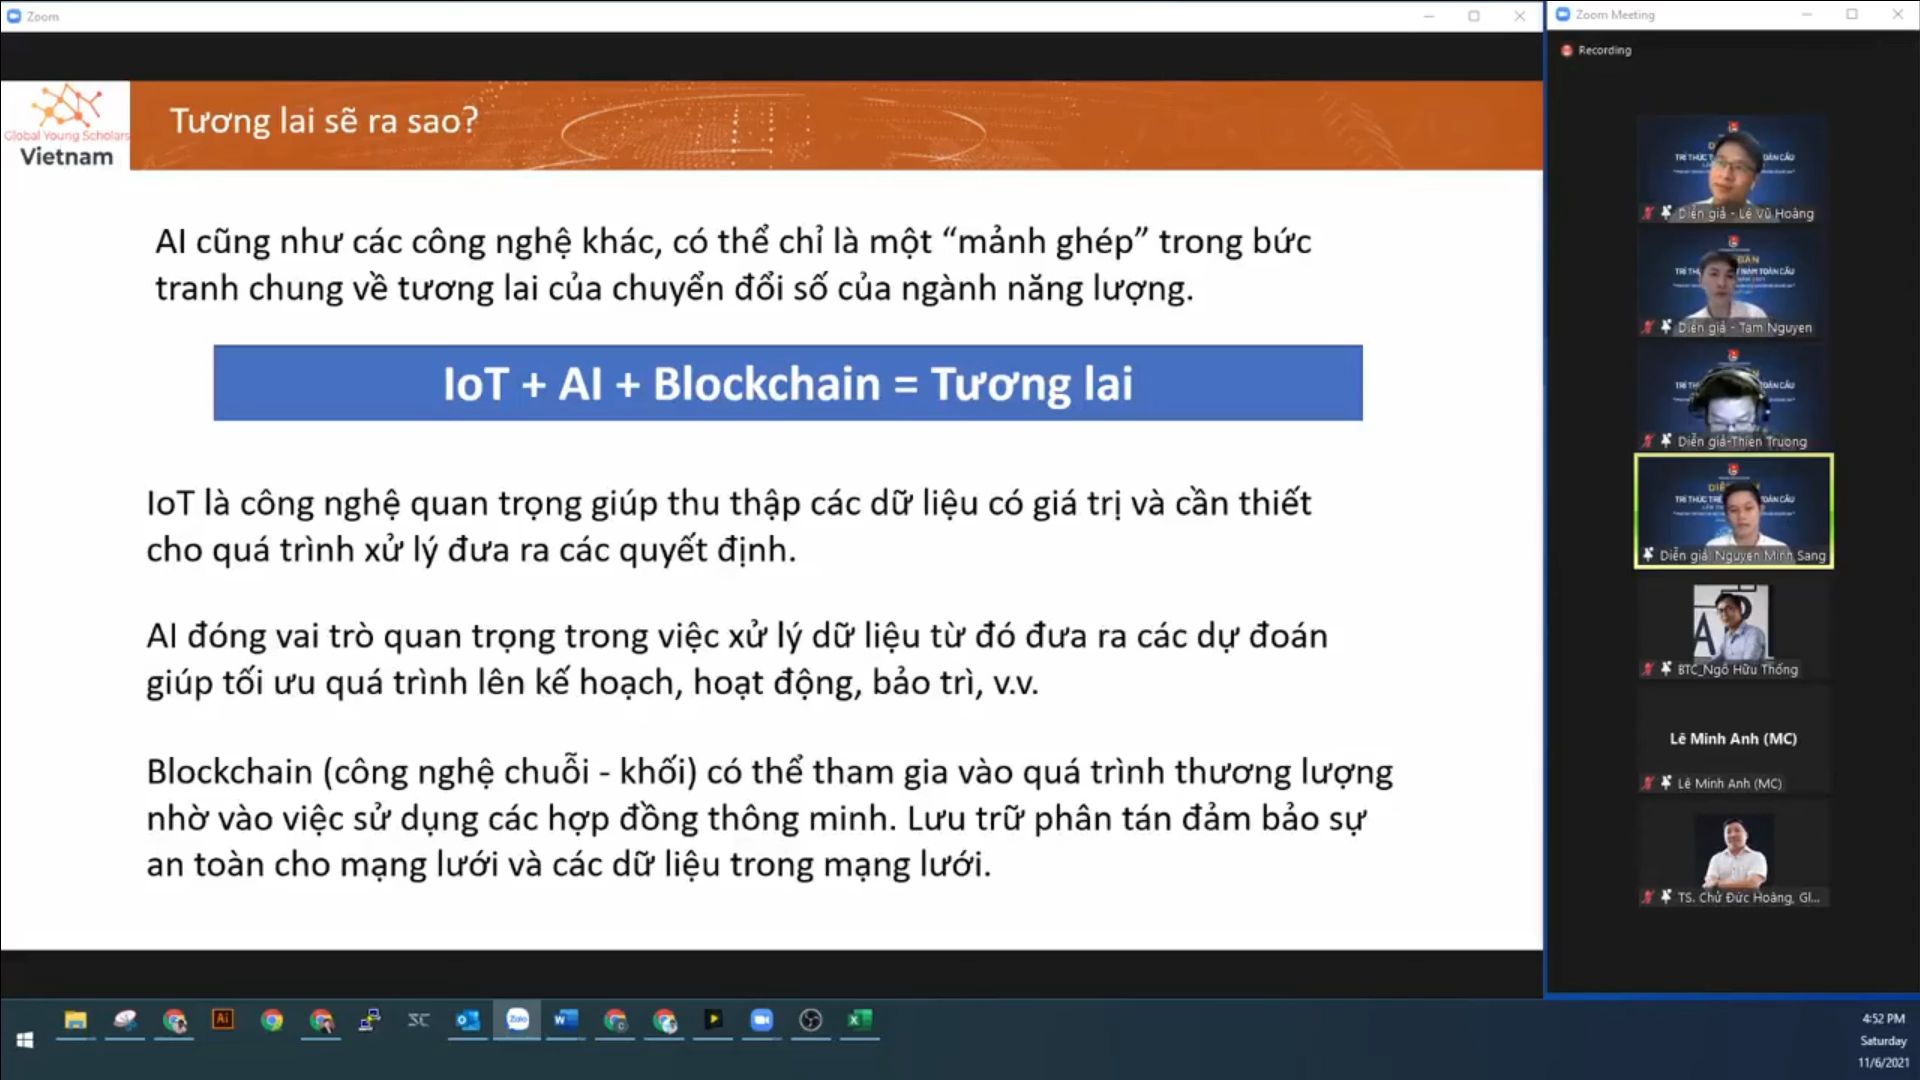 Zoom
Global Young Scholars
Vietnam
Tương lai sẽ ra sao?
AI cũng như các công nghệ khác, có thể chỉ là một “mảnh ghép” trong bức
tranh chung về tương lai của chuyển đổi số của ngành năng lượng.
IoT + AI + Blockchain = Tương lai
IoT là công nghệ quan trọng giúp thu thập các dữ liệu có giá trị và cần thiết
cho quá trình xử lý đưa ra các quyết định.
AI đóng vai trò quan trọng trong việc xử lý dữ liệu từ đó đưa ra các dự đoán
giúp tối ưu quá trình lên kế hoạch, hoạt động, bảo trì, v.v.
Blockchain (công nghệ chuỗi - khối) có thể tham gia vào quá trình thương lượng
nhờ vào việc sử dụng các hợp đồng thông minh. Lưu trữ phân tán đảm bảo sự
an toàn cho mạng lưới và các dữ liệu trong mạng lưới.
Zoom Meeting
Recording
Diễn giả - Lê Vũ Hoàng
Diễn giả - Tam Nguyen
Diễn giả-Thien Truong
Diễn giả Nguyen Minh Sang
BTC_Ngô Hữu Thống
Lê Minh Anh (MC)
Lê Minh Anh (MC)
TS. Chử Đức Hoàng, Gl...
Ai
Zalo
4:52 PM
Saturday
11/6/2021